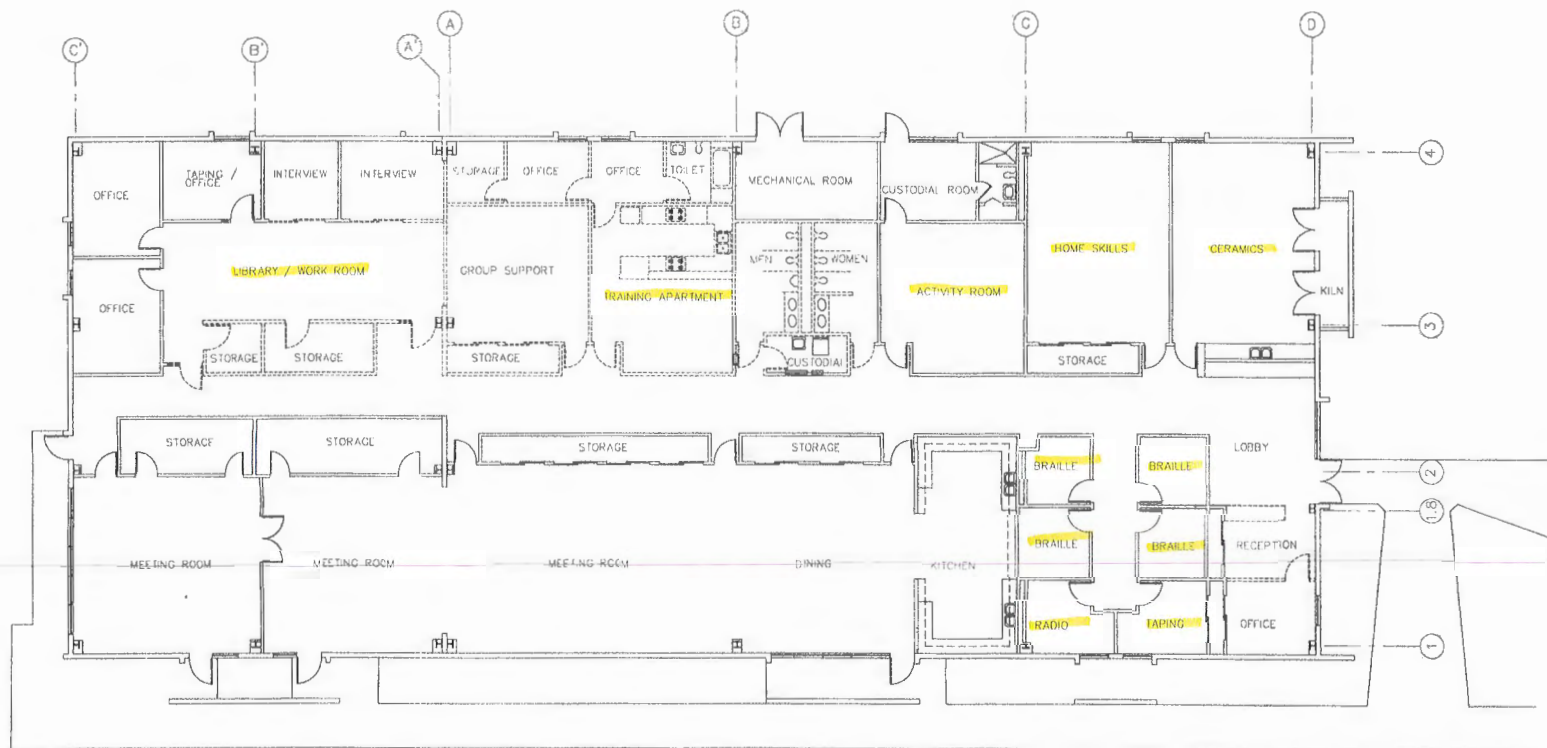 C'
B'
A'
A
B
C
D
4
OFFICE
TAPING /
OFFICE
INTERVIEW
INTERVIEW
STORAGE
OFFICE
OFFICE
TOILET
MECHANICAL ROOM
CUSTODIAL ROOM
LIBRARY / WORK ROOM
GROUP SUPPORT
TRAINING APARTMENT
MEN
WOMEN
ACTIVITY ROOM
HOME SKILLS
CERAMICS
KILN
3
OFFICE
STORAGE
STORAGE
STORAGE
CUSTODIAL
STORAGE
STORAGE
STORAGE
STORAGE
STORAGE
LOBBY
BRAILLE
BRAILLE
2
1.8
BRAILLE
BRAILLE
RECEPTION
MEETING ROOM
MEETING ROOM
MEETING ROOM
DINING
KITCHEN
RADIO
TAPING
OFFICE
1